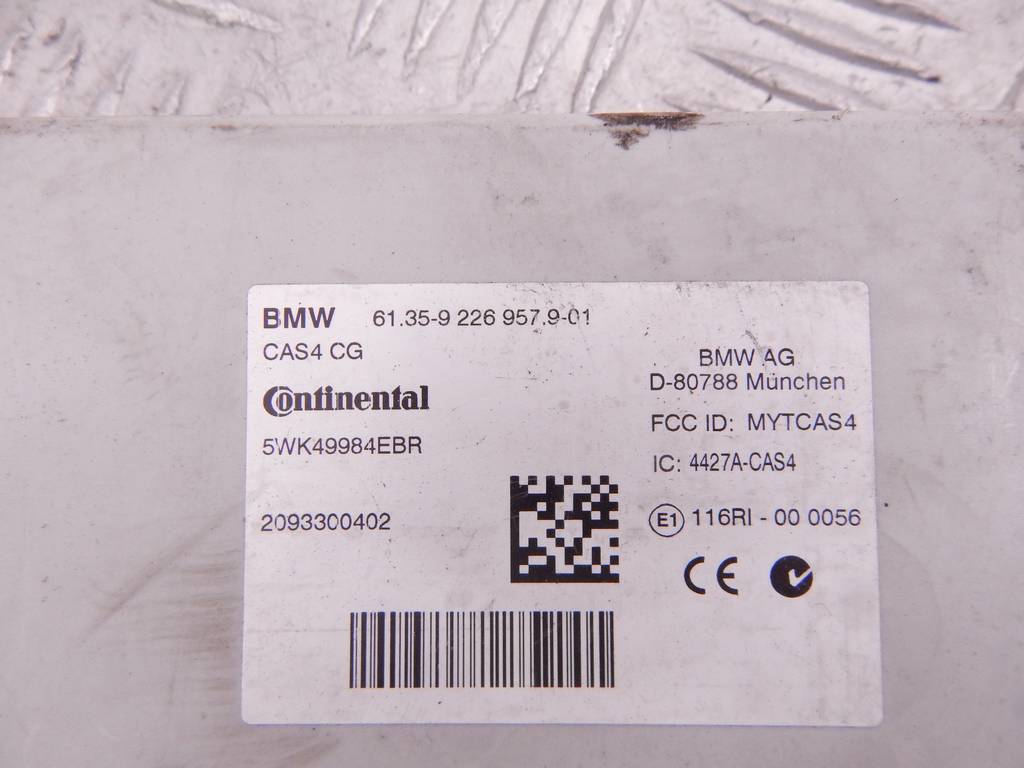 BMW 61.35-9 226 957.9-01
CAS4 CG
Continental
5WK49984EBR
2093300402
BMW AG
D-80788 München
FCC ID: MYTCAS4
IC: 4427A-CAS4
E1 116RI - 00 0056
CE